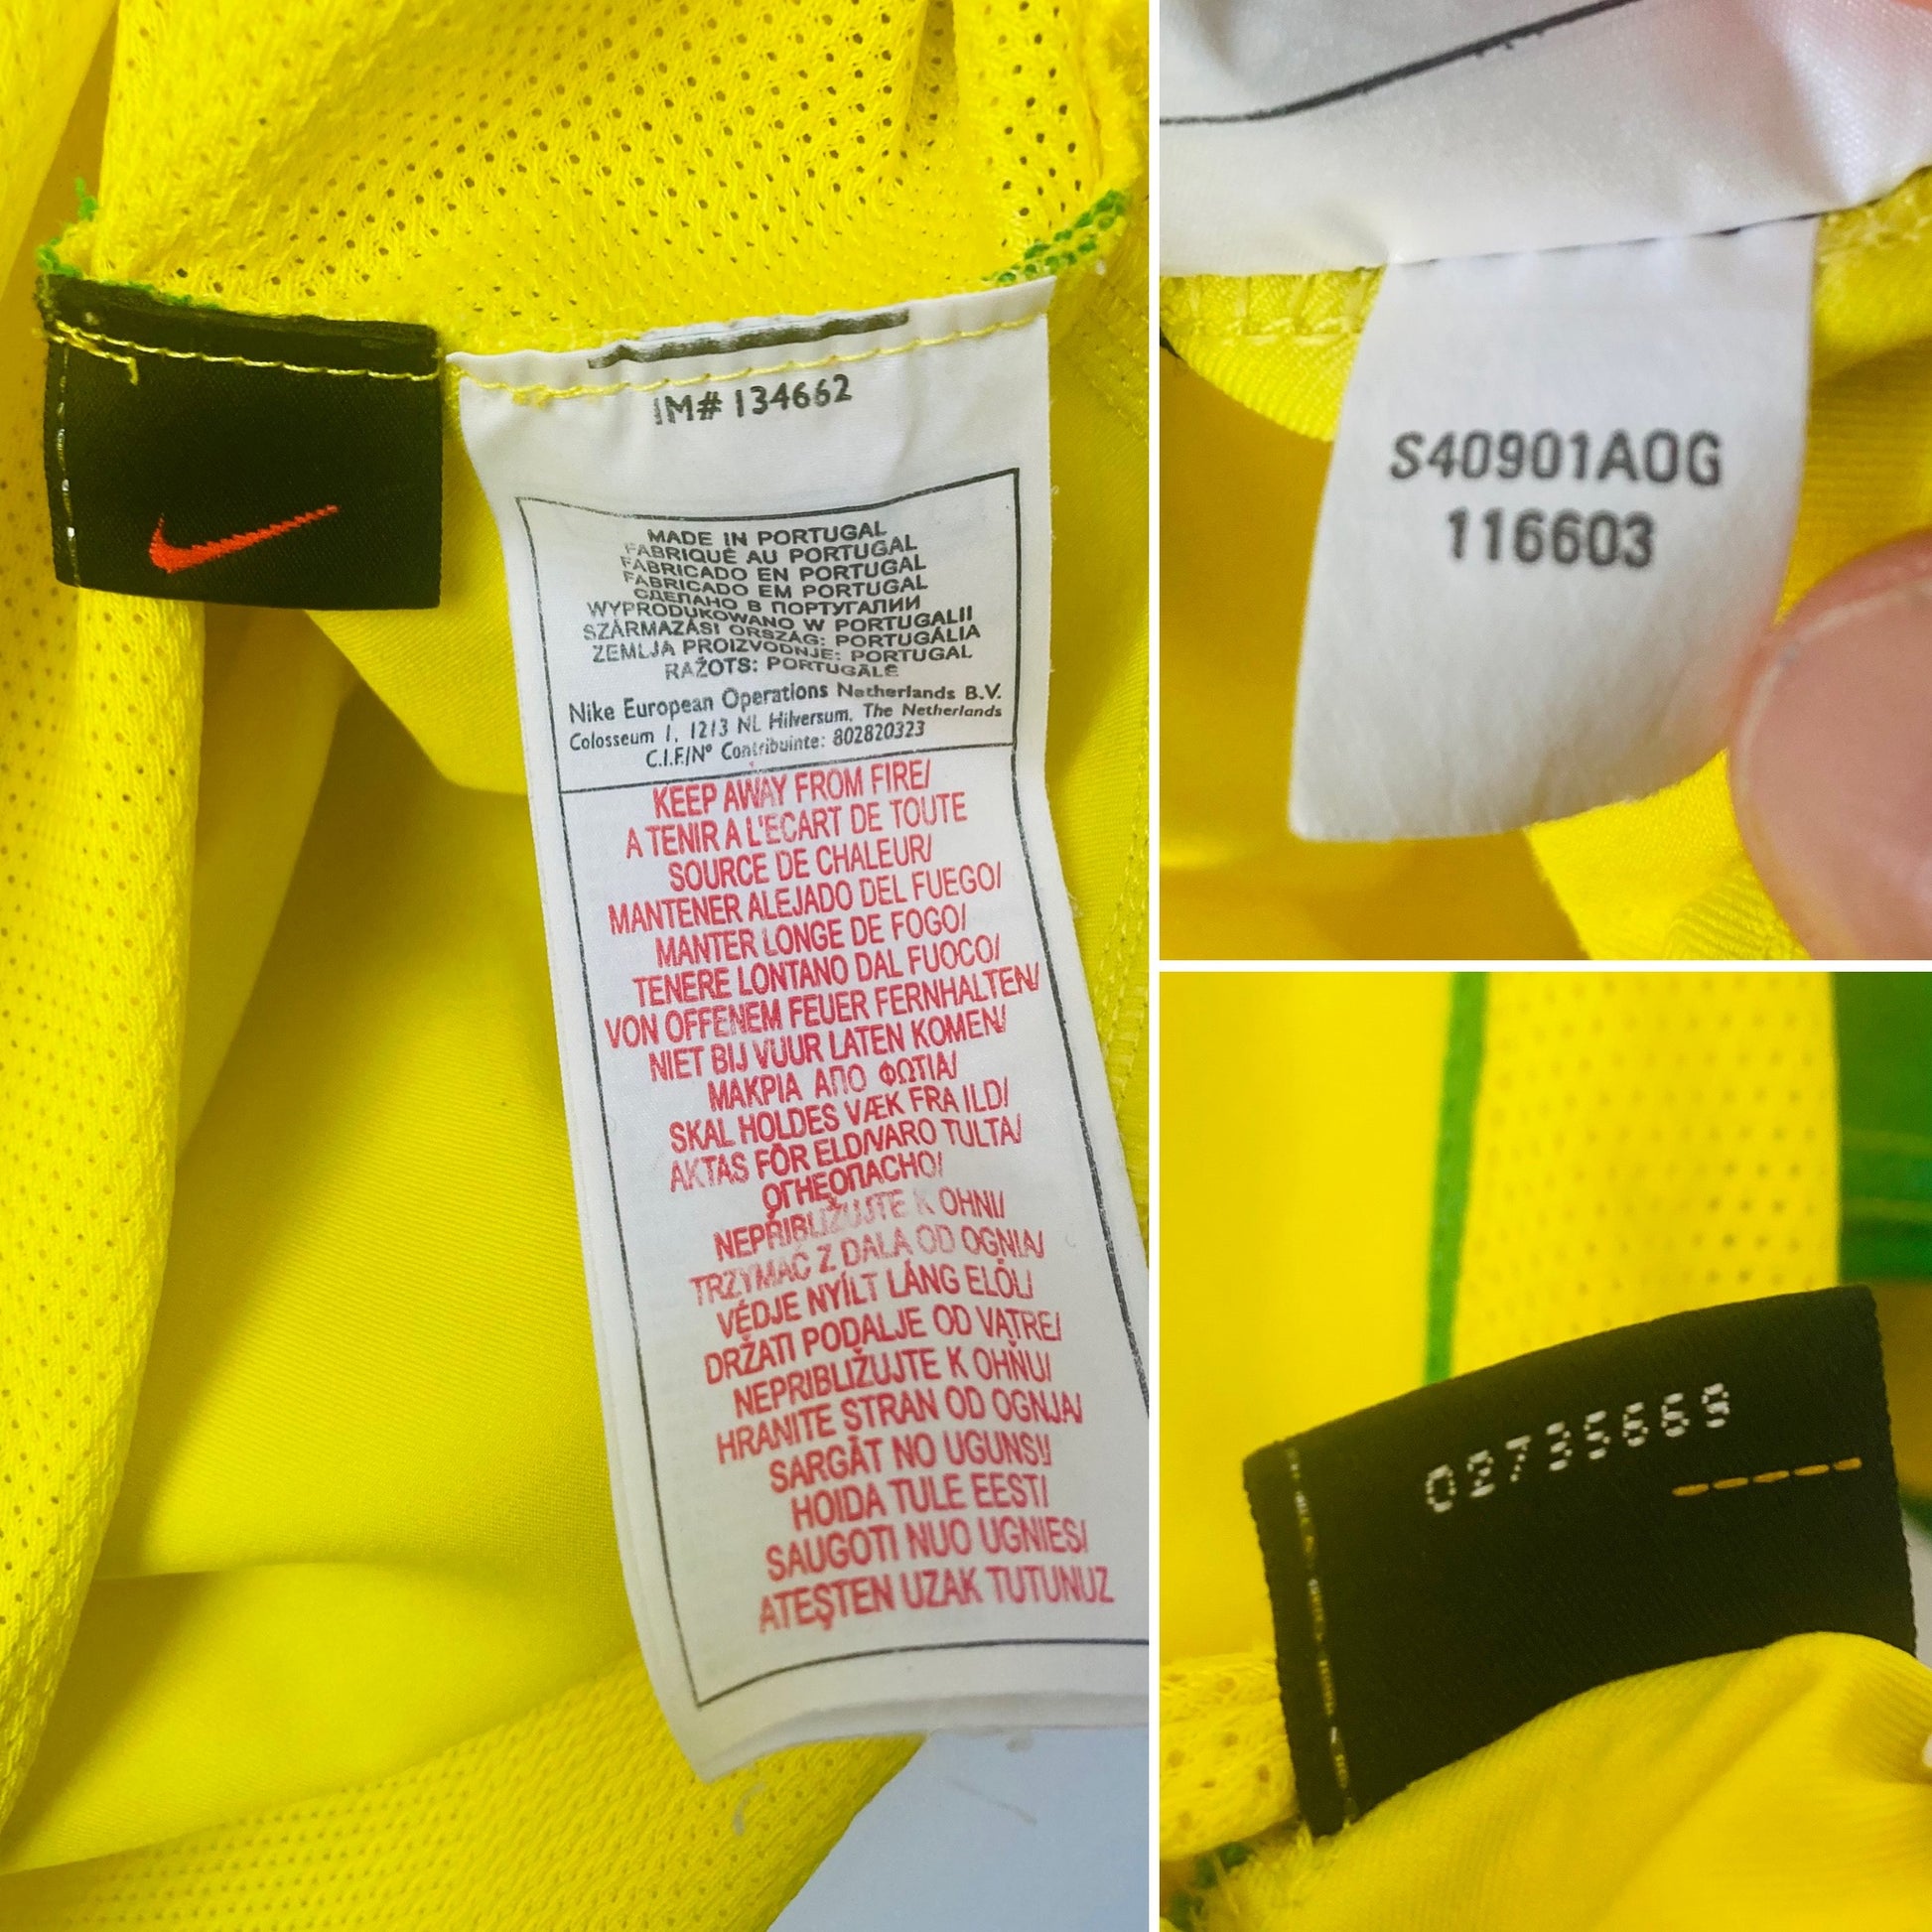 IM# 134662
MADE IN PORTUGAL
FABRIQUÉ AU PORTUGAL
FABRICADO EN PORTUGAL
FABRICADO EM PORTUGAL
СДЕЛАНО В ПОРТУГАЛИИ
WYPRODUKOWANO W PORTUGALII
SZÁRMAZÁSI ORSZÁG: PORTUGÁLIA
ZEMLJA PROIZVODNJE: PORTUGAL
RAŽOTS: PORTUGĀLĒ
Nike European Operations Netherlands B.V.
Colosseum 1, 1213 NL Hilversum, The Netherlands
C.I.F./Nº Contribuinte: 802820323
KEEP AWAY FROM FIRE/
A TENIR A L'ECART DE TOUTE
SOURCE DE CHALEUR/
MANTENER ALEJADO DEL FUEGO/
MANTER LONGE DE FOGO/
TENERE LONTANO DAL FUOCO/
VON OFFENEM FEUER FERNHALTEN/
NIET BIJ VUUR LATEN KOMEN/
ΜΑΚΡΙΑ ΑΠΟ ΦΩΤΙΑ/
SKAL HOLDES VÆK FRA ILD/
AKTAS FÖR ELD/VARO TULTA/
ОГНЕОПАСНО/
NEPŘIBLIŽUJTE K OHNI/
TRZYMAĆ Z DALA OD OGNIA/
VÉDJE NYÍLT LÁNG ELŐL/
DRŽATI PODALJE OD VATRE/
NEPRIBLIŽUJTE K OHŇU/
HRANITE STRAN OD OGNJA/
SARGĀT NO UGUNS!/
HOIDA TULE EEST/
SAUGOTI NUO UGNIES/
ATEŞTEN UZAK TUTUNUZ
S40901AOG
116603
02735669